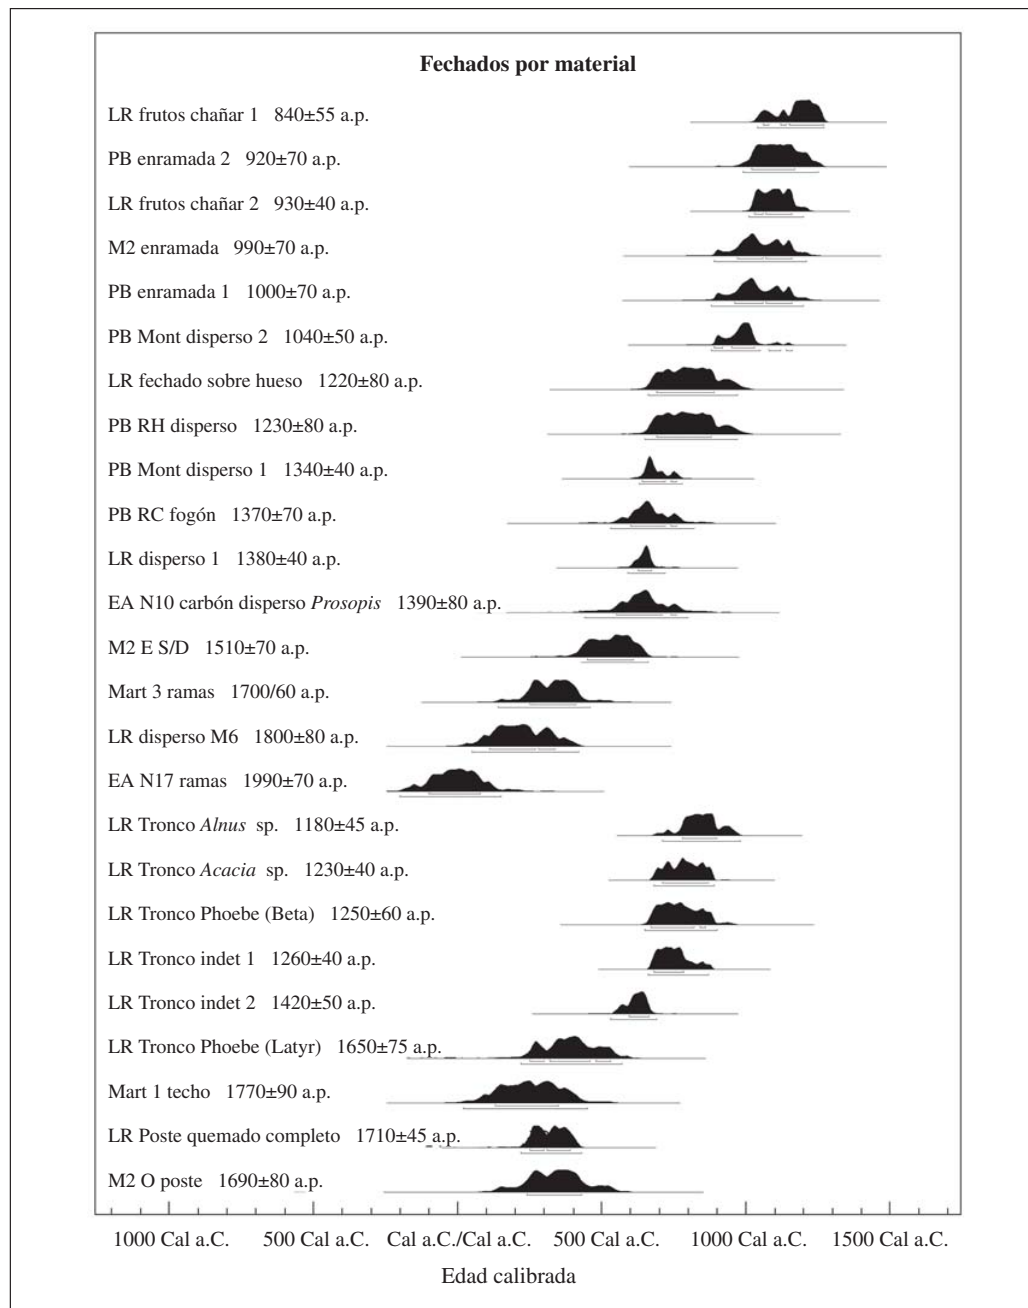 Fechados por material
LR frutos chañar 1 840±55 a.p.
PB enramada 2 920±70 a.p.
LR frutos chañar 2 930±40 a.p.
M2 enramada 990±70 a.p.
PB enramada 1 1000±70 a.p.
PB Mont disperso 2 1040±50 a.p.
LR fechado sobre hueso 1220±80 a.p.
PB RH disperso 1230±80 a.p.
PB Mont disperso 1 1340±40 a.p.
PB RC fogón 1370±70 a.p.
LR disperso 1 1380±40 a.p.
EA N10 carbón disperso Prosopis 1390±80 a.p.
M2 E S/D 1510±70 a.p.
Mart 3 ramas 1700/60 a.p.
LR disperso M6 1800±80 a.p.
EA N17 ramas 1990±70 a.p.
LR Tronco Alnus sp. 1180±45 a.p.
LR Tronco Acacia sp. 1230±40 a.p.
LR Tronco Phoebe (Beta) 1250±60 a.p.
LR Tronco indet 1 1260±40 a.p.
LR Tronco indet 2 1420±50 a.p.
LR Tronco Phoebe (Latyr) 1650±75 a.p.
Mart 1 techo 1770±90 a.p.
LR Poste quemado completo 1710±45 a.p.
M2 O poste 1690±80 a.p.
1000 Cal a.C. 500 Cal a.C. Cal a.C./Cal a.C. 500 Cal a.C. 1000 Cal a.C. 1500 Cal a.C.
Edad calibrada